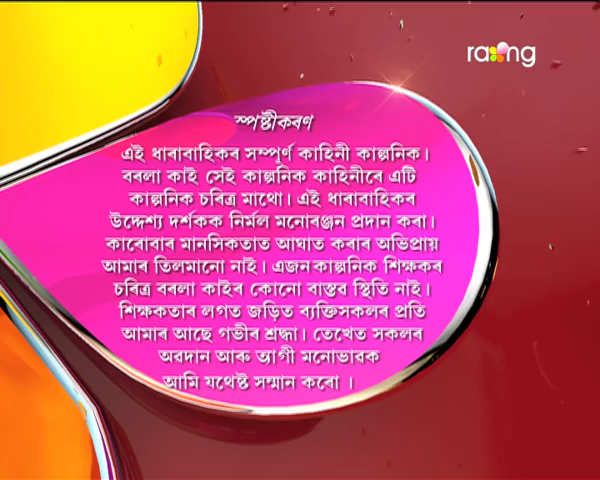 rang
স্পষ্টীকৰণ
এই ধাৰাবাহিকৰ সম্পূৰ্ণ কাহিনী কাল্পনিক।
বৰলা কাই সেই কাল্পনিক কাহিনীৰে এটি
কাল্পনিক চৰিত্ৰ মাথো। এই ধাৰাবাহিকৰ
উদ্দেশ্য দৰ্শকক নিৰ্মল মনোৰঞ্জন প্ৰদান কৰা।
কাৰোবাৰ মানসিকতাত আঘাত কৰাৰ অভিপ্ৰায়
আমাৰ তিলমানো নাই। এজন কাল্পনিক শিক্ষকৰ
চৰিত্ৰ বৰলা কাইৰ কোনো বাস্তৱ স্থিতি নাই।
শিক্ষকতাৰ লগত জড়িত ব্যক্তিসকলৰ প্ৰতি
আমাৰ আছে গভীৰ শ্ৰদ্ধা। তেখেত সকলৰ
অৱদান আৰু ত্যাগী মনোভাৱক
আমি যথেষ্ট সন্মান কৰো ।